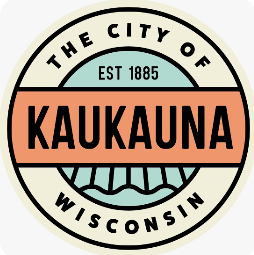 THE CITY OF
EST 1885
KAUKAUNA
WISCONSIN